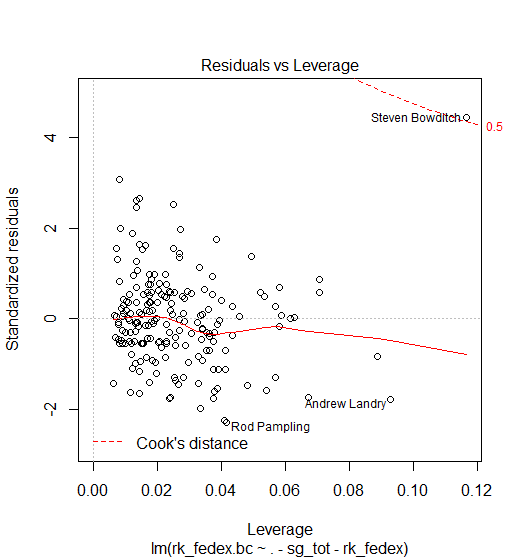 Residuals vs Leverage
Standardized residuals
4
2
0
-2
Steven Bowditch
0.5
Andrew Landry
Rod Pampling
Cook's distance
0.00
0.02
0.04
0.06
0.08
0.10
0.12
Leverage
lm(rk_fedex.bc ~ . - sg_tot - rk_fedex)